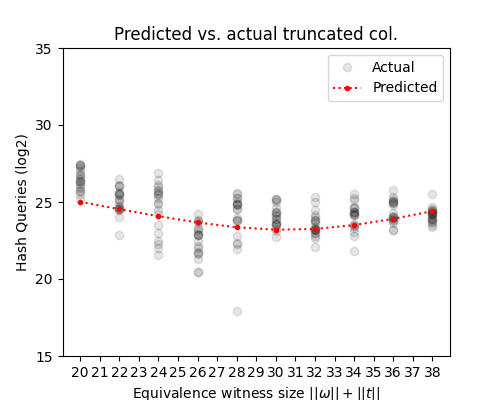 Predicted vs. actual truncated col.
35
30
25
20
15
Hash Queries (log2)
Actual
Predicted
20 21 22 23 24 25 26 27 28 29 30 31 32 33 34 35 36 37 38
Equivalence witness size ||ω|| + ||t||